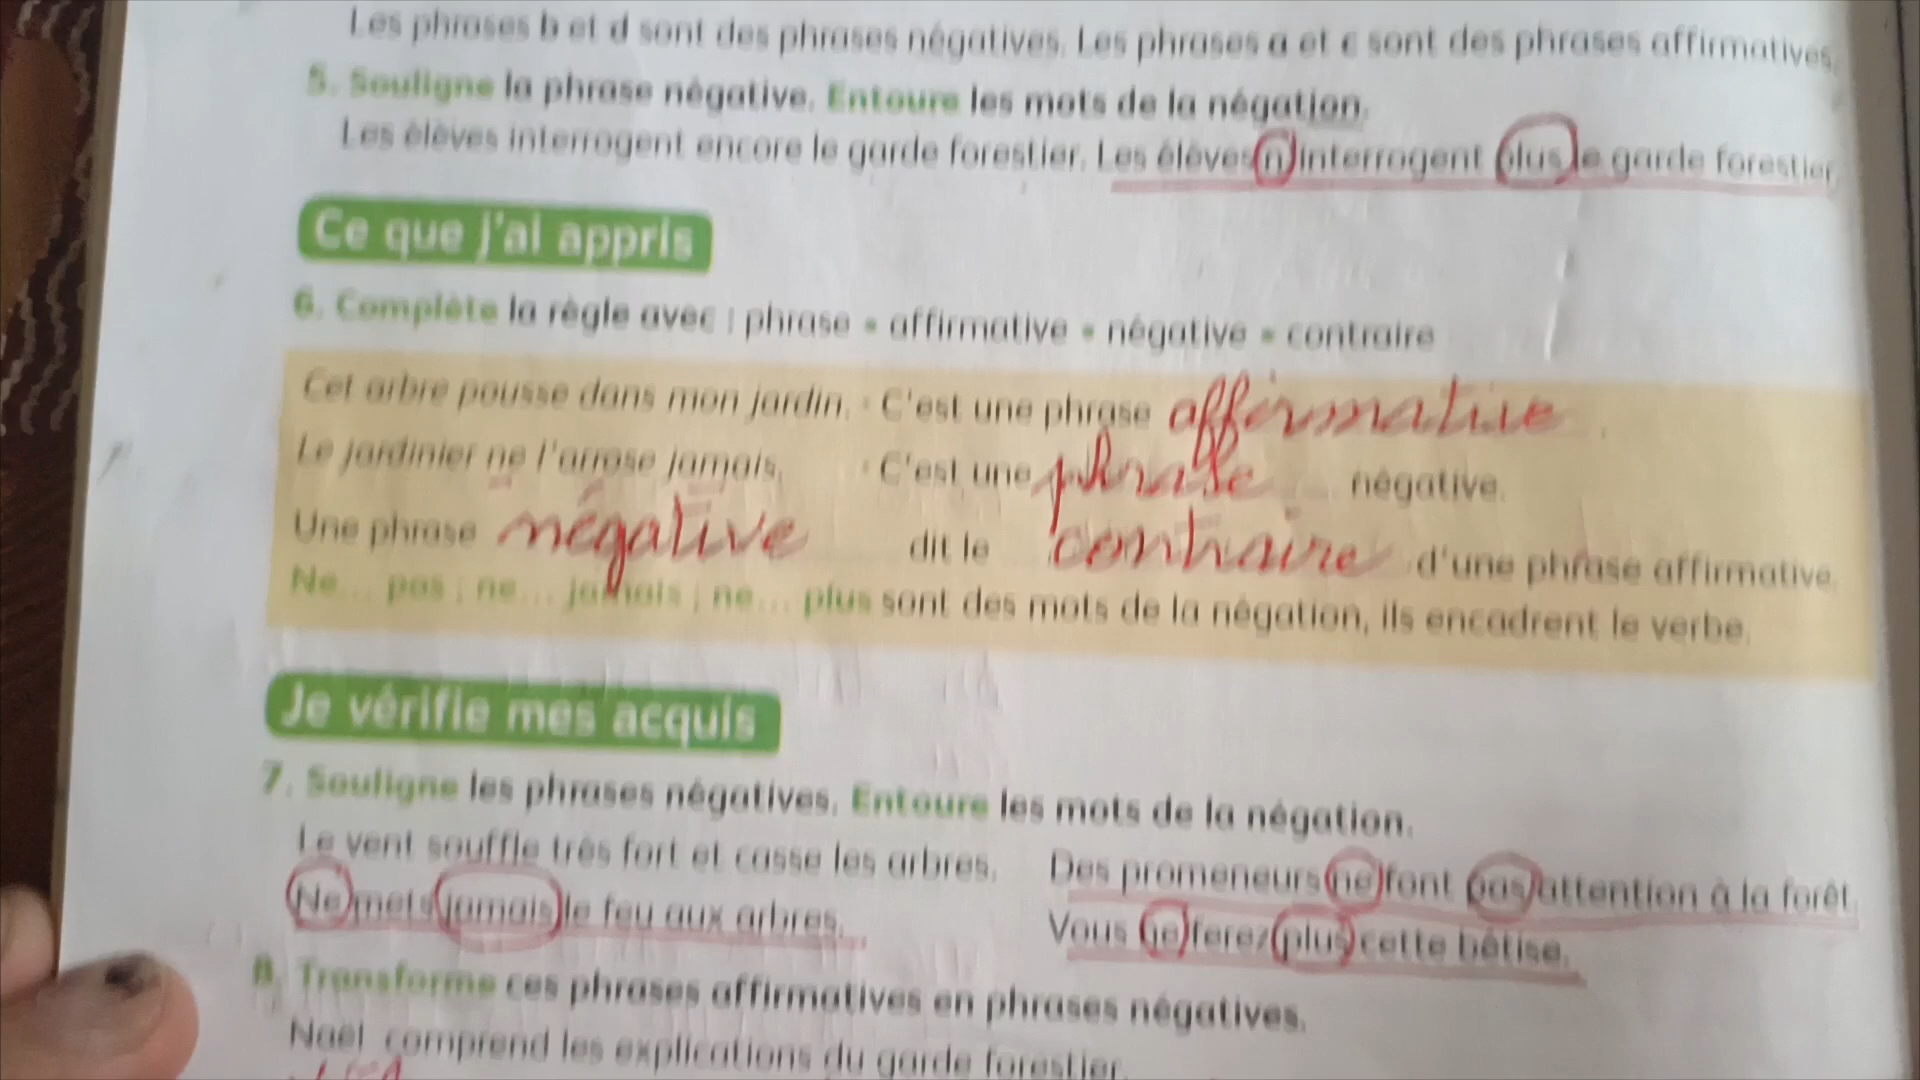 Les phrases b et d sont des phrases négatives. Les phrases a et c sont des phrases affirmatives.
5. Souligne la phrase négative. Entoure les mots de la négation.
Les élèves interrogent encore le garde forestier. Les élèves n'interrogent plus le garde forestier.
Ce que j'ai appris
6. Complète la règle avec : phrase • affirmative • négative • contraire
Cet arbre pousse dans mon jardin. · C'est une phrase affirmative.
Le jardinier ne l'arrose jamais. · C'est une phrase négative.
Une phrase négative dit le contraire d'une phrase affirmative.
Ne... pas ; ne... jamais ; ne... plus sont des mots de la négation, ils encadrent le verbe.
Je vérifie mes acquis
7. Souligne les phrases négatives. Entoure les mots de la négation.
Le vent souffle très fort et casse les arbres. Des promeneurs ne font pas attention à la forêt.
Ne mets jamais le feu aux arbres. Vous ne ferez plus cette bêtise.
8. Transforme ces phrases affirmatives en phrases négatives.
Naël comprend les explications du garde forestier.